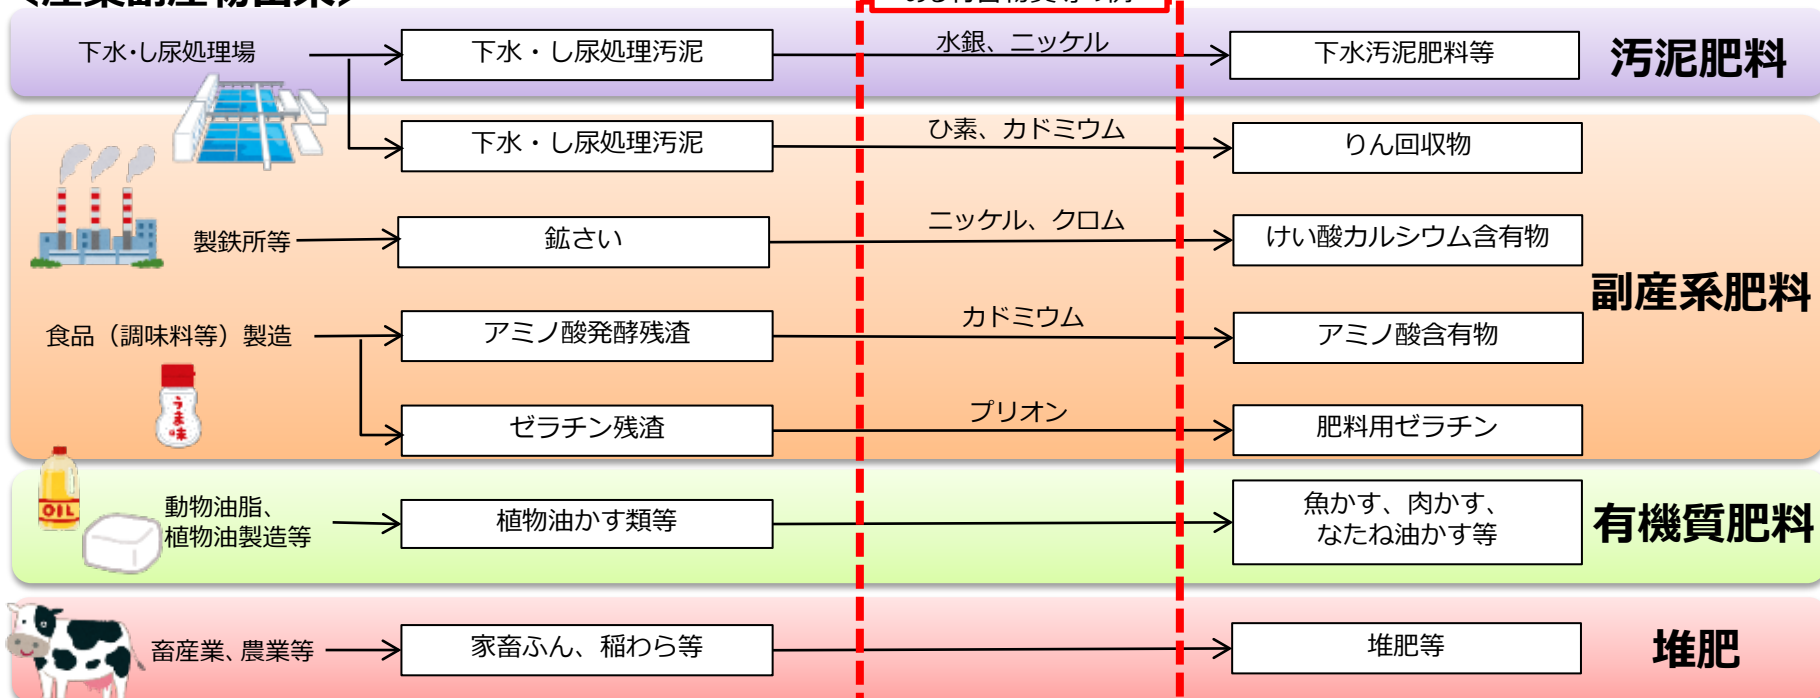 下水・し尿処理場
下水・し尿処理汚泥
水銀、ニッケル
下水汚泥肥料等
汚泥肥料
下水・し尿処理汚泥
ひ素、カドミウム
りん回収物
製鉄所等
鉱さい
ニッケル、クロム
けい酸カルシウム含有物
副産系肥料
食品（調味料等）製造
アミノ酸発酵残渣
カドミウム
アミノ酸含有物
うま味
ゼラチン残渣
プリオン
肥料用ゼラチン
OIL
動物油脂、
植物油製造等
植物油かす類等
魚かす、肉かす、
なたね油かす等
有機質肥料
畜産業、農業等
家畜ふん、稲わら等
堆肥等
堆肥